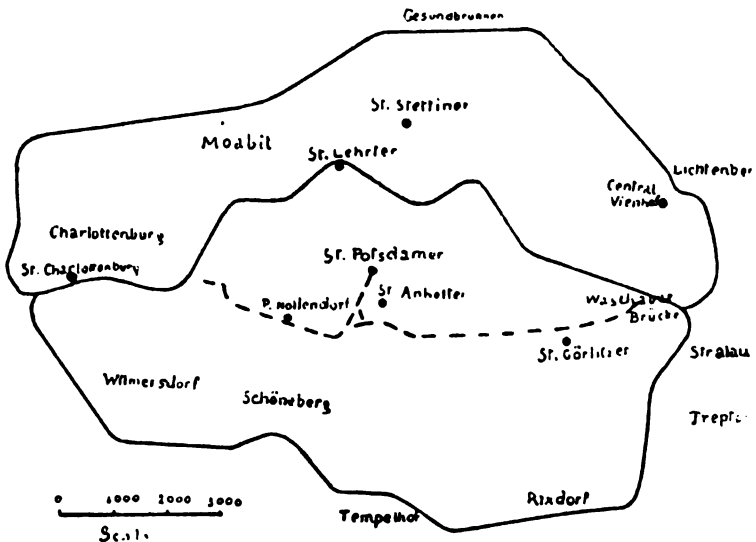 Gesundbrunnen
St. Stettiner
Moabit
St. Lehrter
Lichtenber
Central
Viehhof
Charlottenburg
St. Charlottenburg
St. Potsdamer
St Anhalter
P. Nollendorf
Brücke
St. Görlitzer
Stralau
Wilmersdorf
Schöneberg
Rixdorf
Tempelhof
0 1000 2000 3000